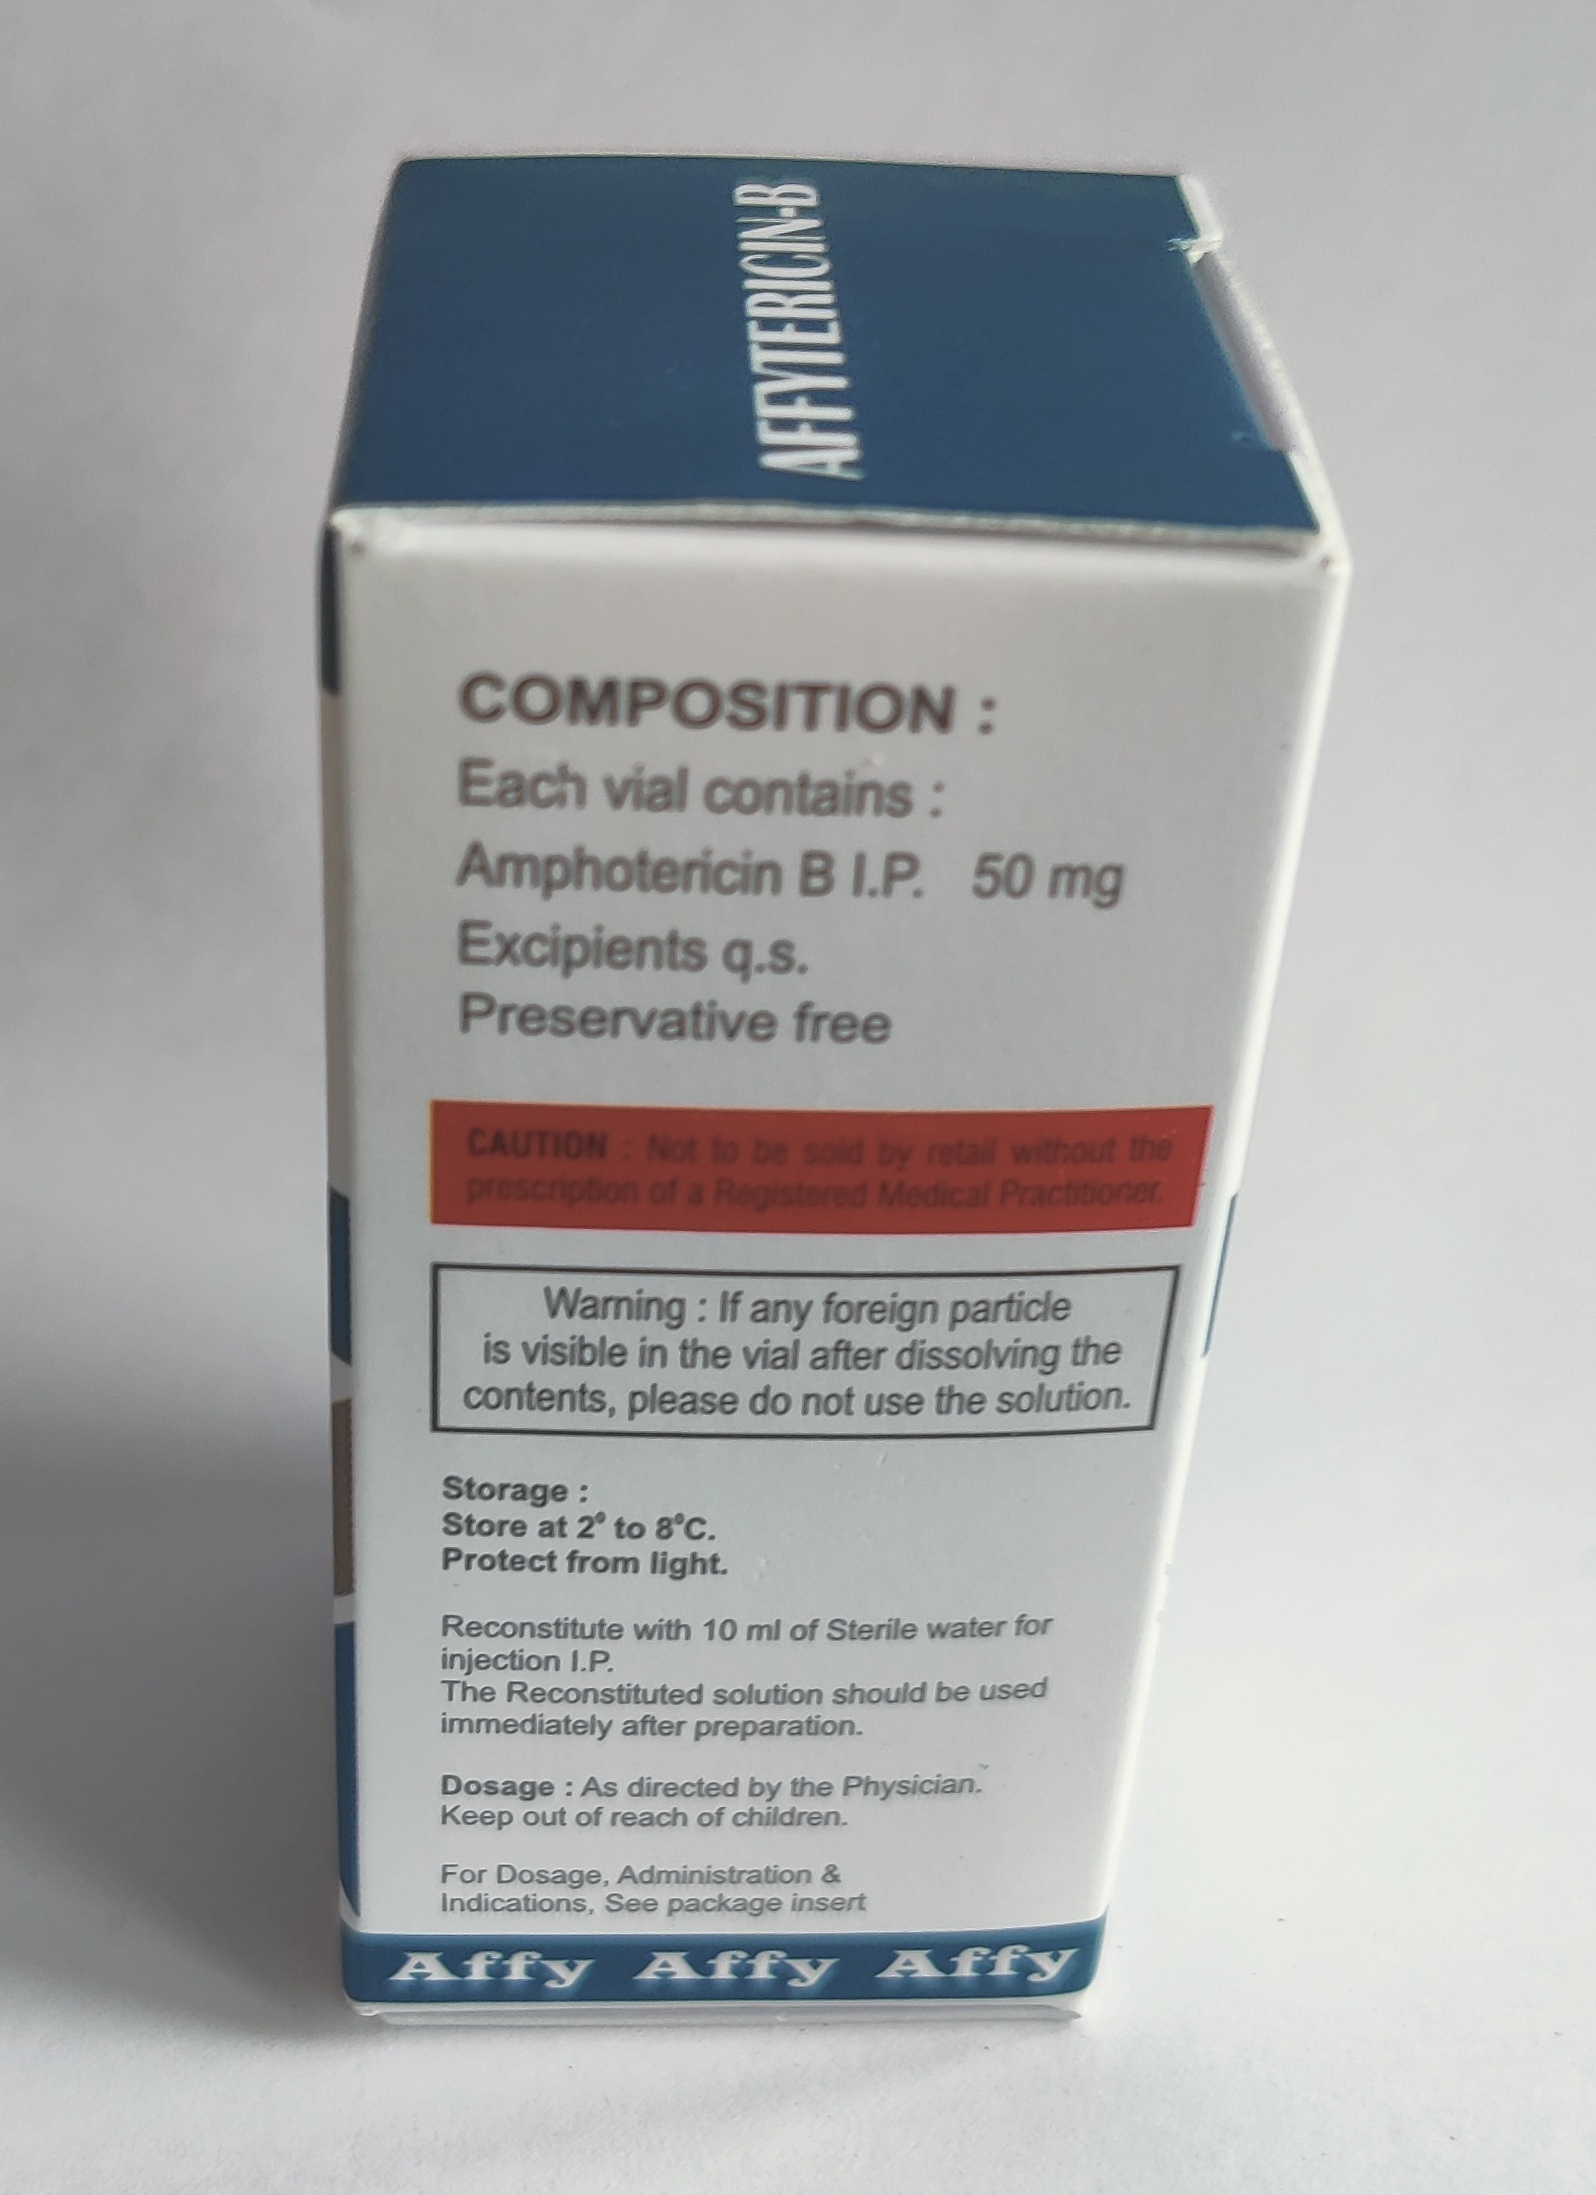 AFFYTERICIN-B
COMPOSITION :
Each vial contains :
Amphotericin B I.P. 50 mg
Excipients q.s.
Preservative free
CAUTION : Not to be sold by retail without the
prescription of a Registered Medical Practitioner.
Warning : If any foreign particle
is visible in the vial after dissolving the
contents, please do not use the solution.
Storage :
Store at 2° to 8°C.
Protect from light.
Reconstitute with 10 ml of Sterile water for
injection I.P.
The Reconstituted solution should be used
immediately after preparation.
Dosage : As directed by the Physician.
Keep out of reach of children.
For Dosage, Administration &
Indications, See package insert
Affy Affy Affy